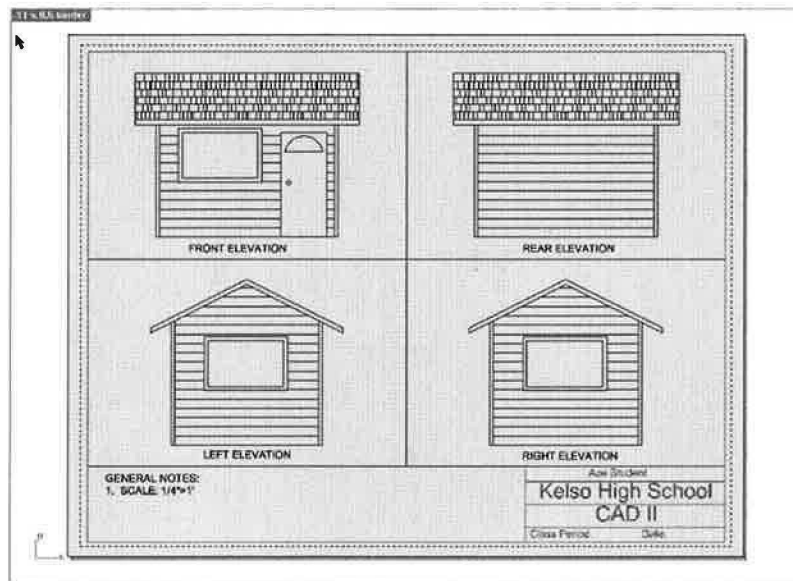 FRONT ELEVATION
REAR ELEVATION
LEFT ELEVATION
RIGHT ELEVATION
GENERAL NOTES:
1. SCALE: 1/4"=1'
Ace Student
Kelso High School
CAD II
Class Period
Date